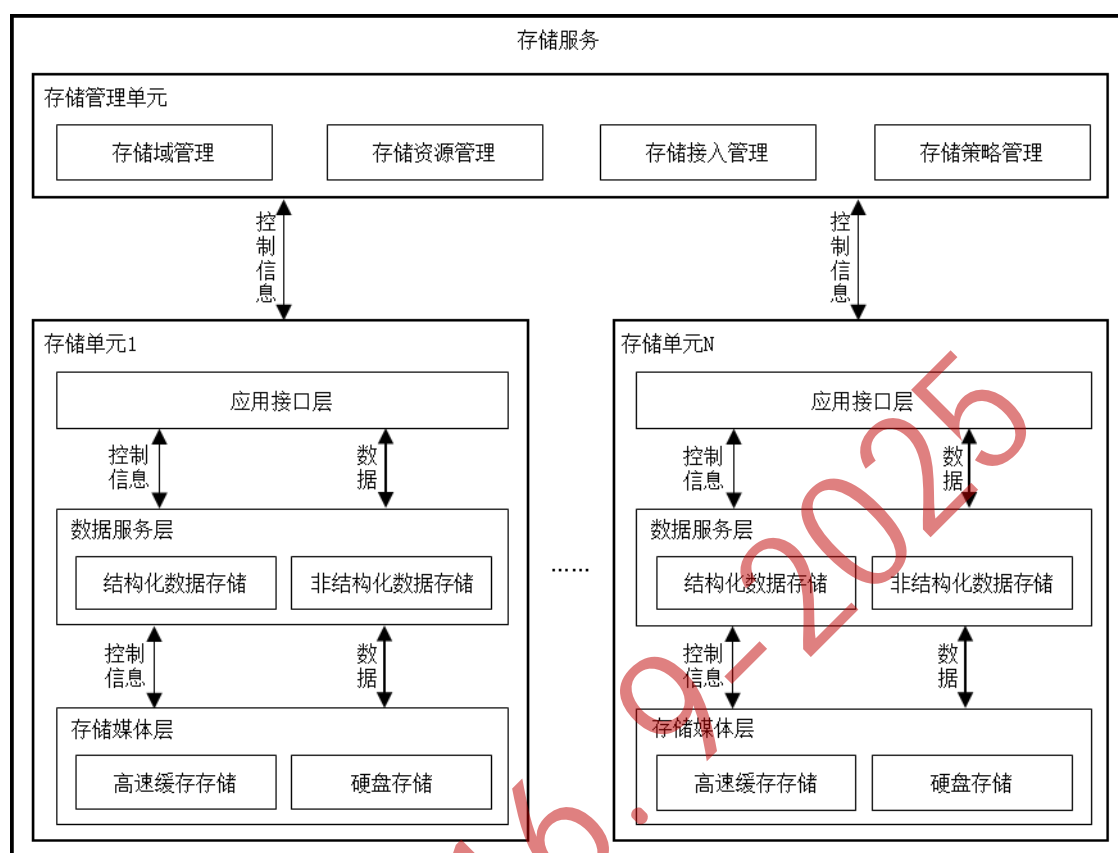 存储服务
存储管理单元
存储域管理
存储资源管理
存储接入管理
存储策略管理
控制信息
控制信息
存储单元1
应用接口层
控制
信息
数据
数据服务层
结构化数据存储
非结构化数据存储
控制
信息
数据
存储媒体层
高速缓存存储
硬盘存储
……
存储单元N
应用接口层
控制
信息
数据
数据服务层
结构化数据存储
非结构化数据存储
控制
信息
数据
存储媒体层
高速缓存存储
硬盘存储
6.9-2025